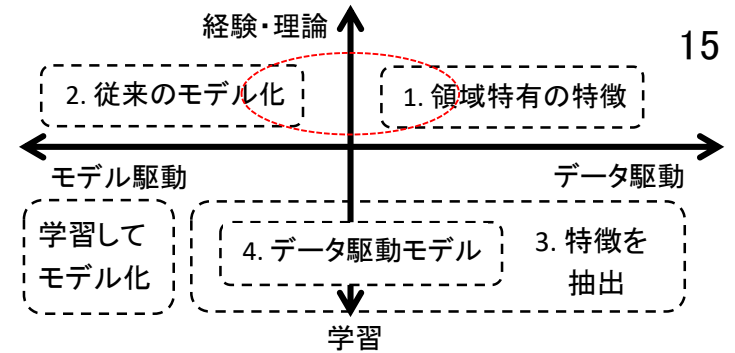 経験・理論
15
2. 従来のモデル化
1. 領域特有の特徴
モデル駆動
データ駆動
学習して
モデル化
4. データ駆動モデル
3. 特徴を
抽出
学習